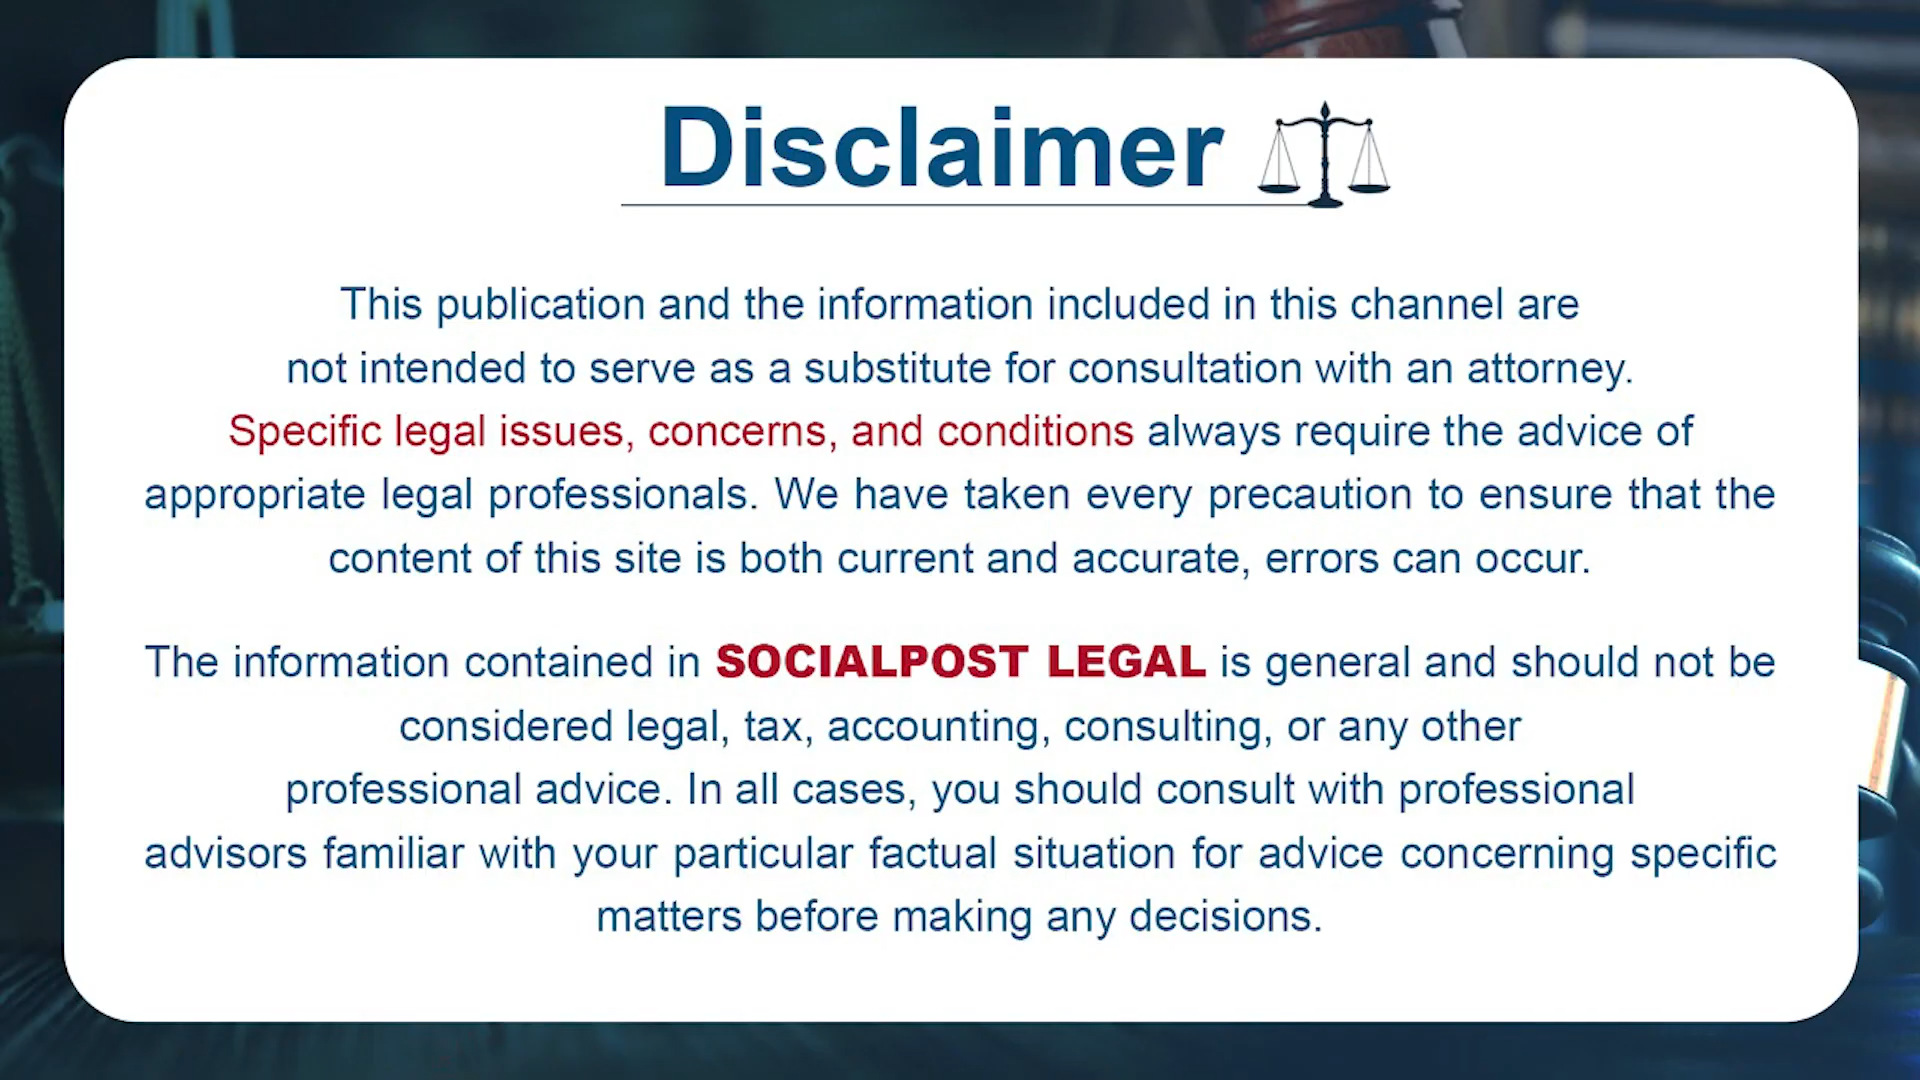 Disclaimer
This publication and the information included in this channel are
not intended to serve as a substitute for consultation with an attorney.
Specific legal issues, concerns, and conditions always require the advice of
appropriate legal professionals. We have taken every precaution to ensure that the
content of this site is both current and accurate, errors can occur.
The information contained in SOCIALPOST LEGAL is general and should not be
considered legal, tax, accounting, consulting, or any other
professional advice. In all cases, you should consult with professional
advisors familiar with your particular factual situation for advice concerning specific
matters before making any decisions.